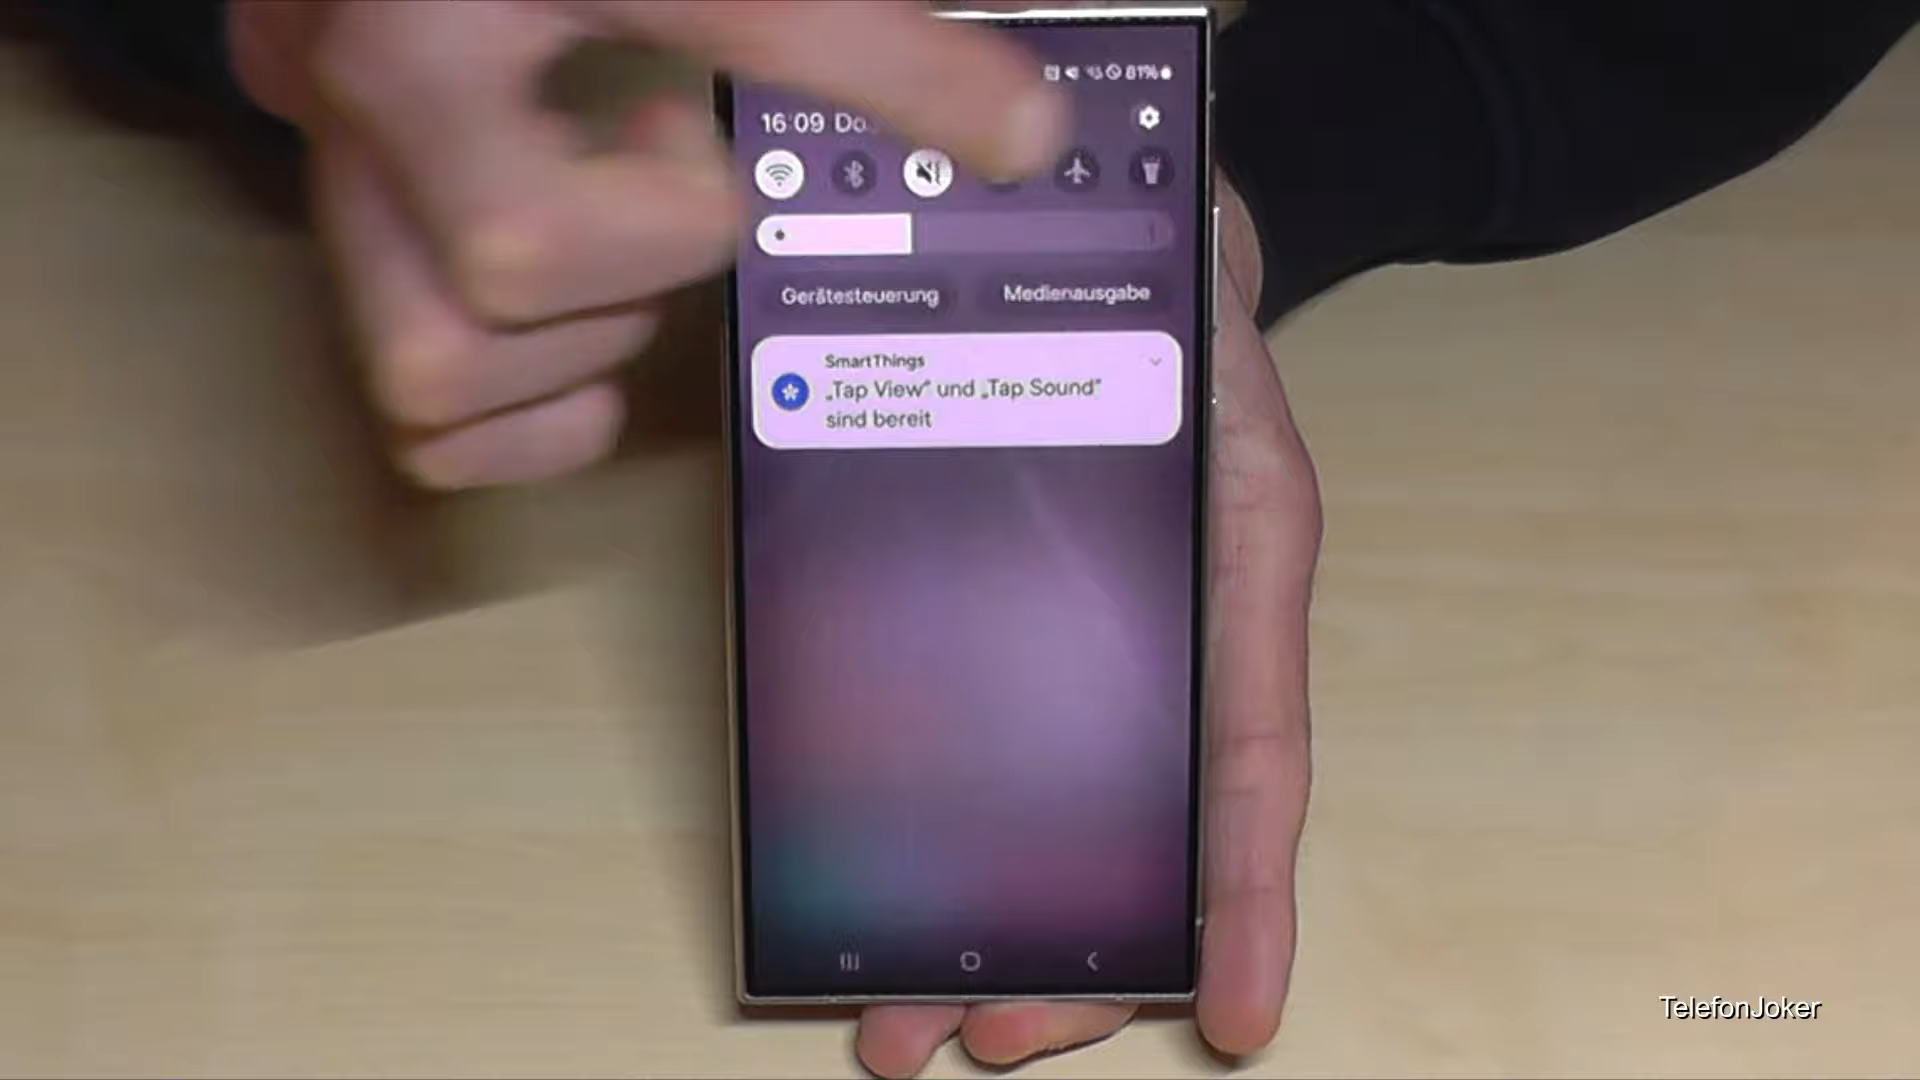 81%
16:09 Do.
Gerätesteuerung
Medienausgabe
SmartThings
„Tap View“ und „Tap Sound“
sind bereit
TelefonJoker